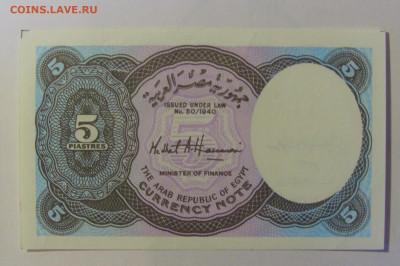 COINS.LAVE.RU
5
5
جمهورية مصر العربية
ISSUED UNDER LAW
No. 50/1940
5
PIASTRES
5
MINISTER OF FINANCE
THE ARAB REPUBLIC OF EGYPT
CURRENCY NOTE
5
5